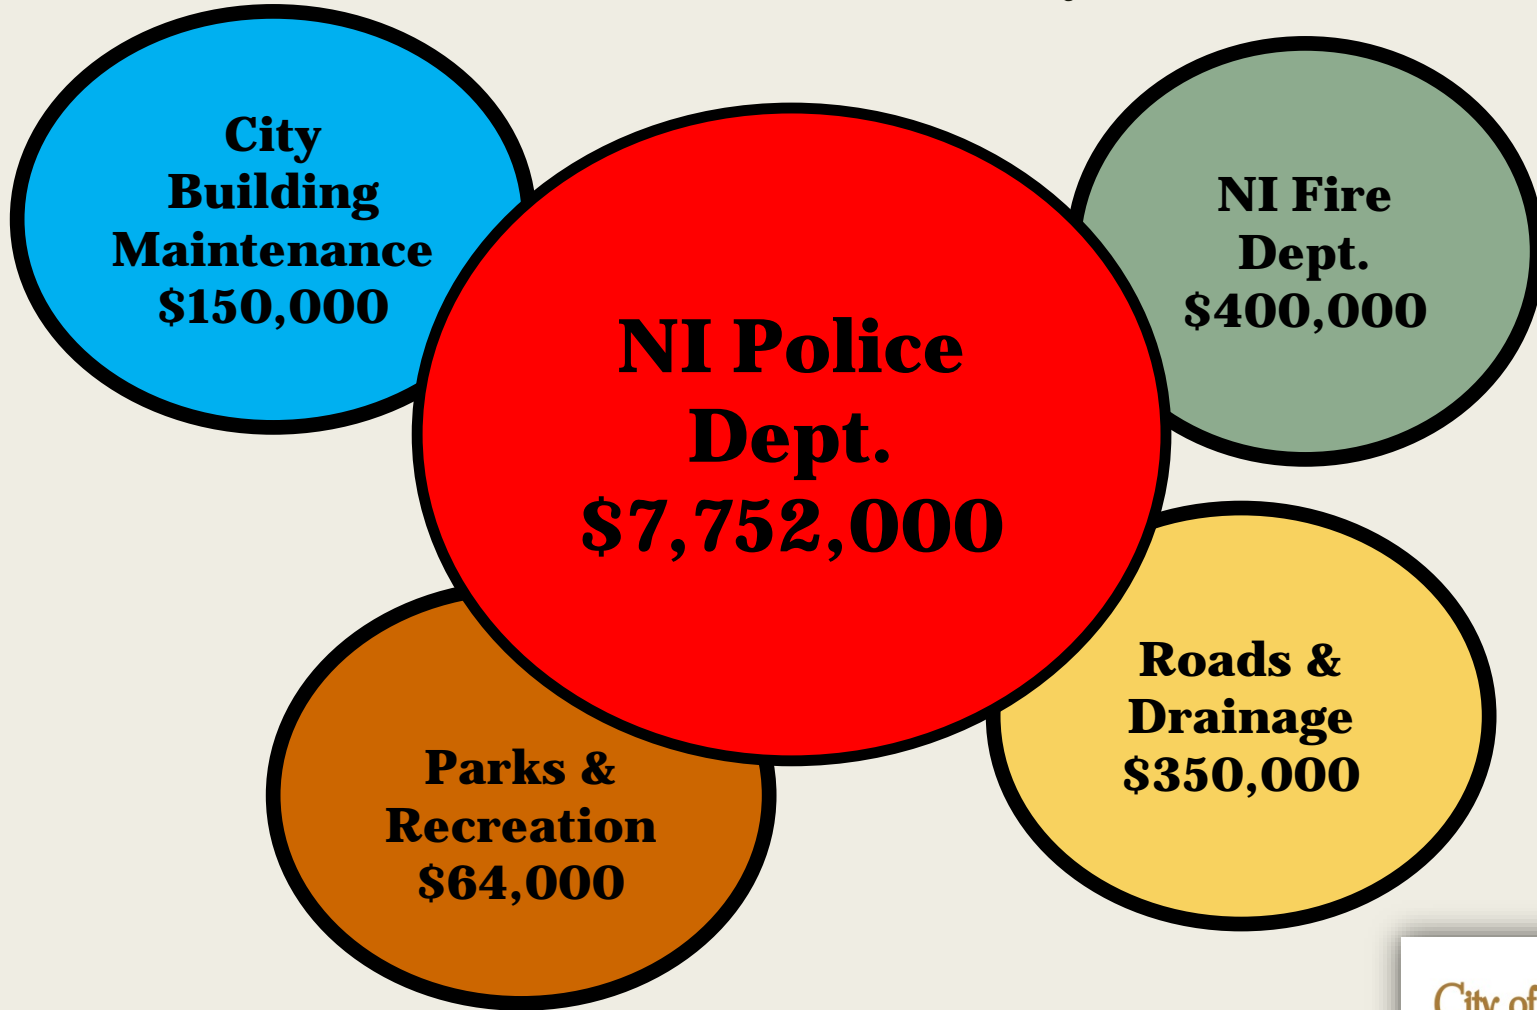 City
Building
Maintenance
$150,000
NI Fire
Dept.
$400,000
NI Police
Dept.
$7,752,000
Roads &
Drainage
$350,000
Parks &
Recreation
$64,000
City of